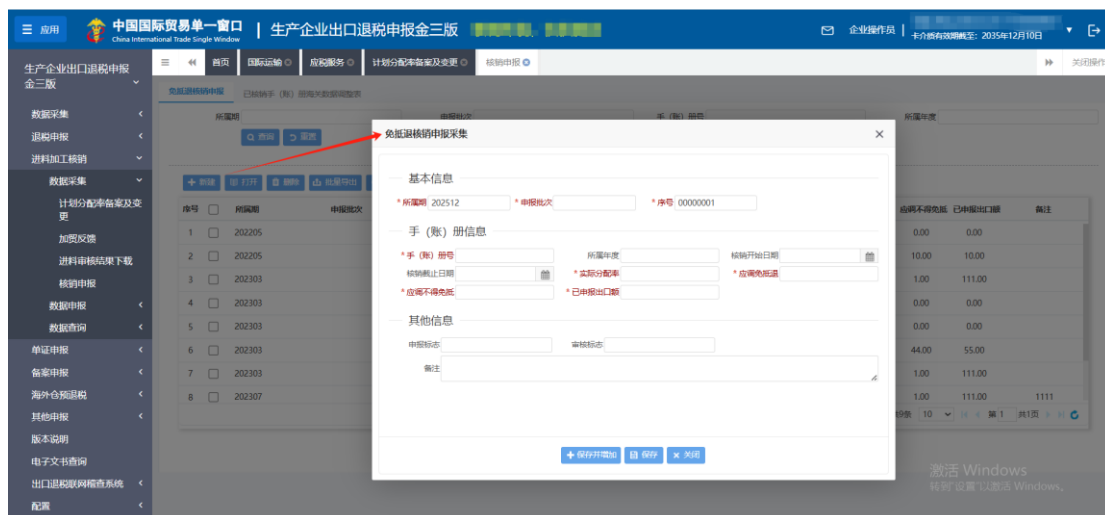 应用 中国国际贸易单一窗口 China International Trade Single Window | 生产企业出口退税申报金三版 企业操作员 | 卡介质有效期截至：2035年12月10日
生产企业出口退税申报金三版
首页 国际运输 应税服务 计划分配率备案及变更 核销申报 关闭操作
免抵退核销申报 已核销手（账）册海关数据调整表
数据采集
退税申报
进料加工核销
数据采集
计划分配率备案及变更
加贸反馈
进料审核结果下载
核销申报
数据申报
数据查询
单证申报
备案申报
海外仓预退税
其他申报
版本说明
电子文书查询
出口退税联网稽查系统
配置
所属期 申报批次 手（账）册号 所属年度
查询 重置
新建 打开 删除 批量导出
序号 所属期 申报批次 应调不得免抵 已申报出口额 备注
1 202205 0.00 0.00
2 202205 10.00 10.00
3 202303 1.00 111.00
4 202303 0.00 0.00
5 202303 0.00 0.00
6 202303 44.00 55.00
7 202303 1.00 111.00
8 202307 1.00 111.00 1111
10 第 1 共1页
免抵退核销申报采集 ×
基本信息
*所属期 202512 *申报批次 *序号 00000001
手（账）册信息
*手（账）册号 所属年度 核销开始日期
核销截止日期 *实际分配率 *应调免抵退
*应调不得免抵 *已申报出口额
其他信息
申报标志 审核标志
备注
保存并增加 保存 关闭
激活 Windows
转到"设置"以激活 Windows。